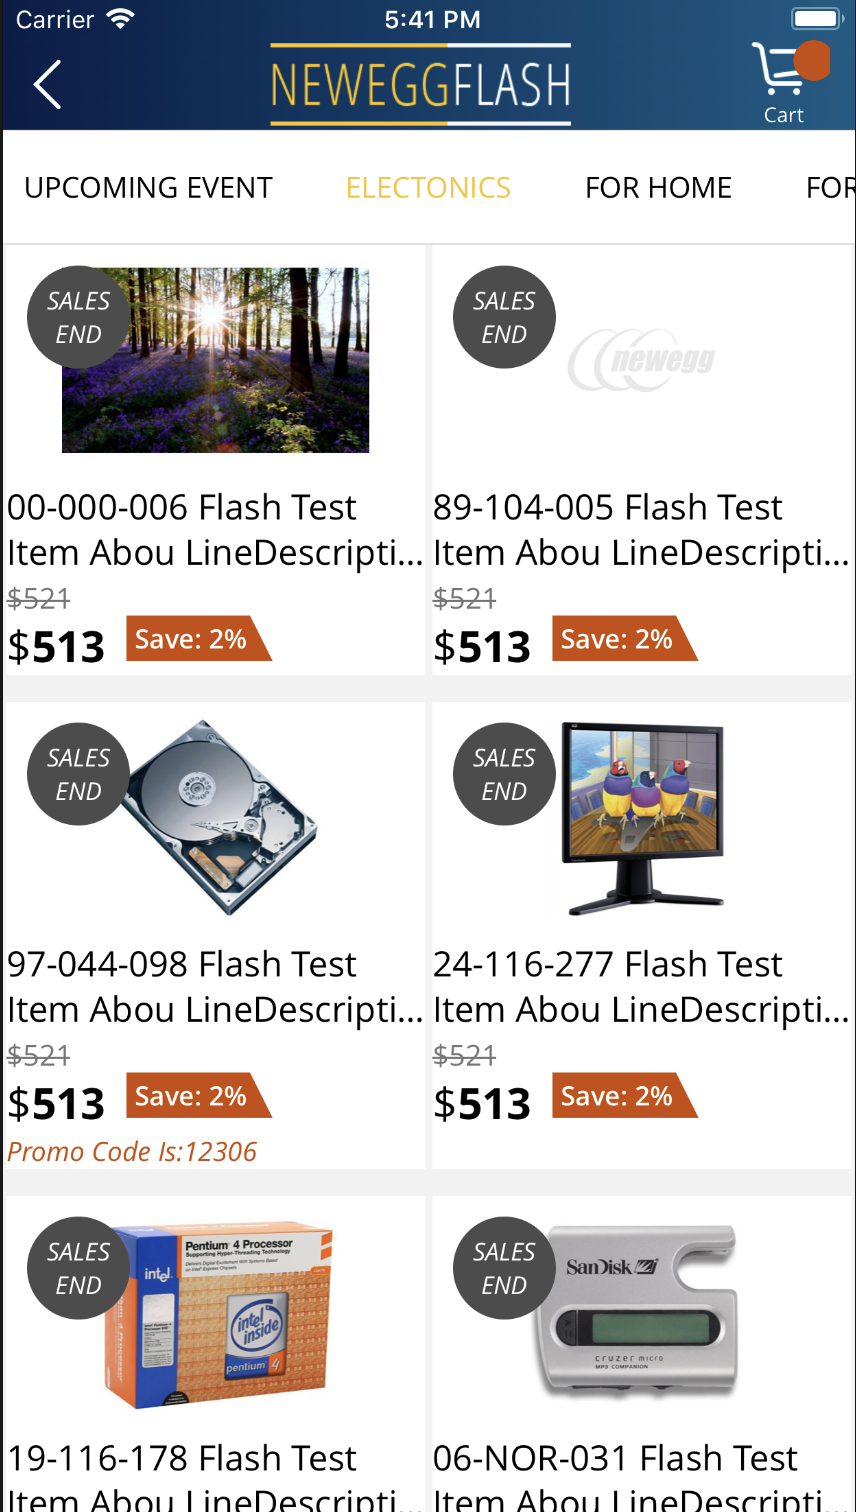 Carrier 5:41 PM
NEWEGGFLASH
Cart
UPCOMING EVENT ELECTONICS FOR HOME FOR
SALES
END
00-000-006 Flash Test
Item Abou LineDescripti...
$521
$513 Save: 2%
SALES
END
newegg
89-104-005 Flash Test
Item Abou LineDescripti...
$521
$513 Save: 2%
SALES
END
97-044-098 Flash Test
Item Abou LineDescripti...
$521
$513 Save: 2%
Promo Code Is:12306
SALES
END
24-116-277 Flash Test
Item Abou LineDescripti...
$521
$513 Save: 2%
SALES
END
Pentium 4 Processor
Supporting Hyper-Threading Technology
intel
intel
inside
pentium 4
19-116-178 Flash Test
Item Abou LineDescripti...
SALES
END
SanDisk
cruzer micro
MP3 COMPANION
06-NOR-031 Flash Test
Item Abou LineDescripti...